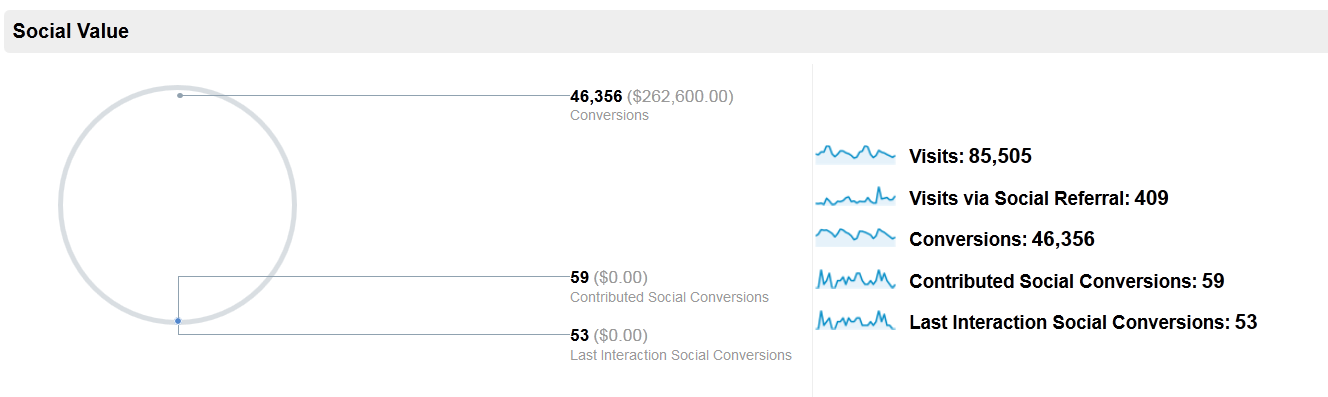 Social Value
46,356 ($262,600.00)
Conversions
59 ($0.00)
Contributed Social Conversions
53 ($0.00)
Last Interaction Social Conversions
Visits: 85,505
Visits via Social Referral: 409
Conversions: 46,356
Contributed Social Conversions: 59
Last Interaction Social Conversions: 53